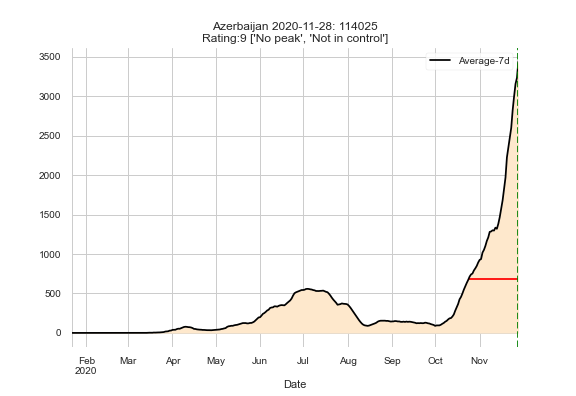 Azerbaijan 2020-11-28: 114025
Rating:9 ['No peak', 'Not in control']
Average-7d
3500
3000
2500
2000
1500
1000
500
0
Feb Mar Apr May Jun Jul Aug Sep Oct Nov
2020
Date